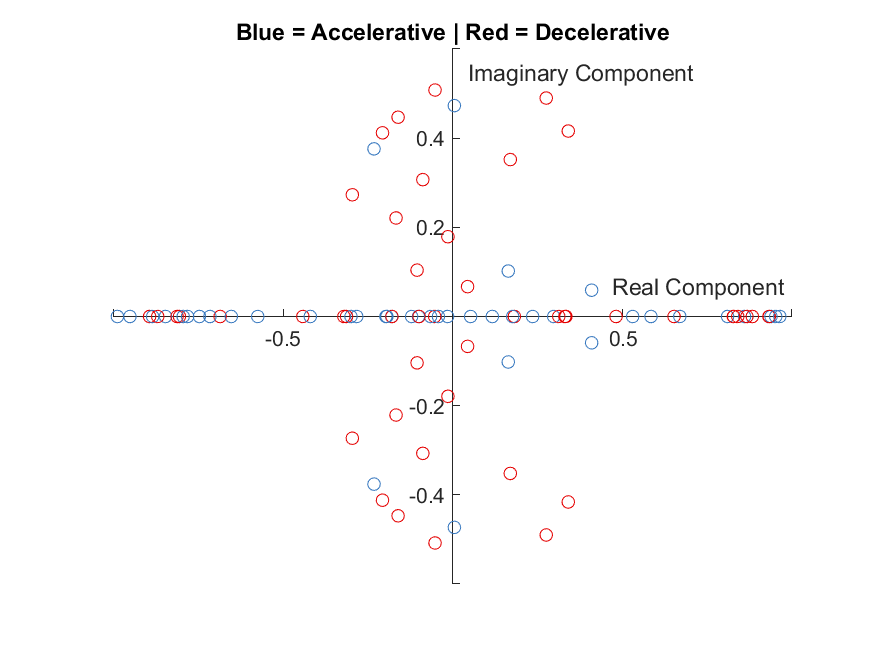 Blue = Accelerative | Red = Decelerative
Imaginary Component
0.4
0.2
Real Component
-0.5
0.5
-0.2
-0.4